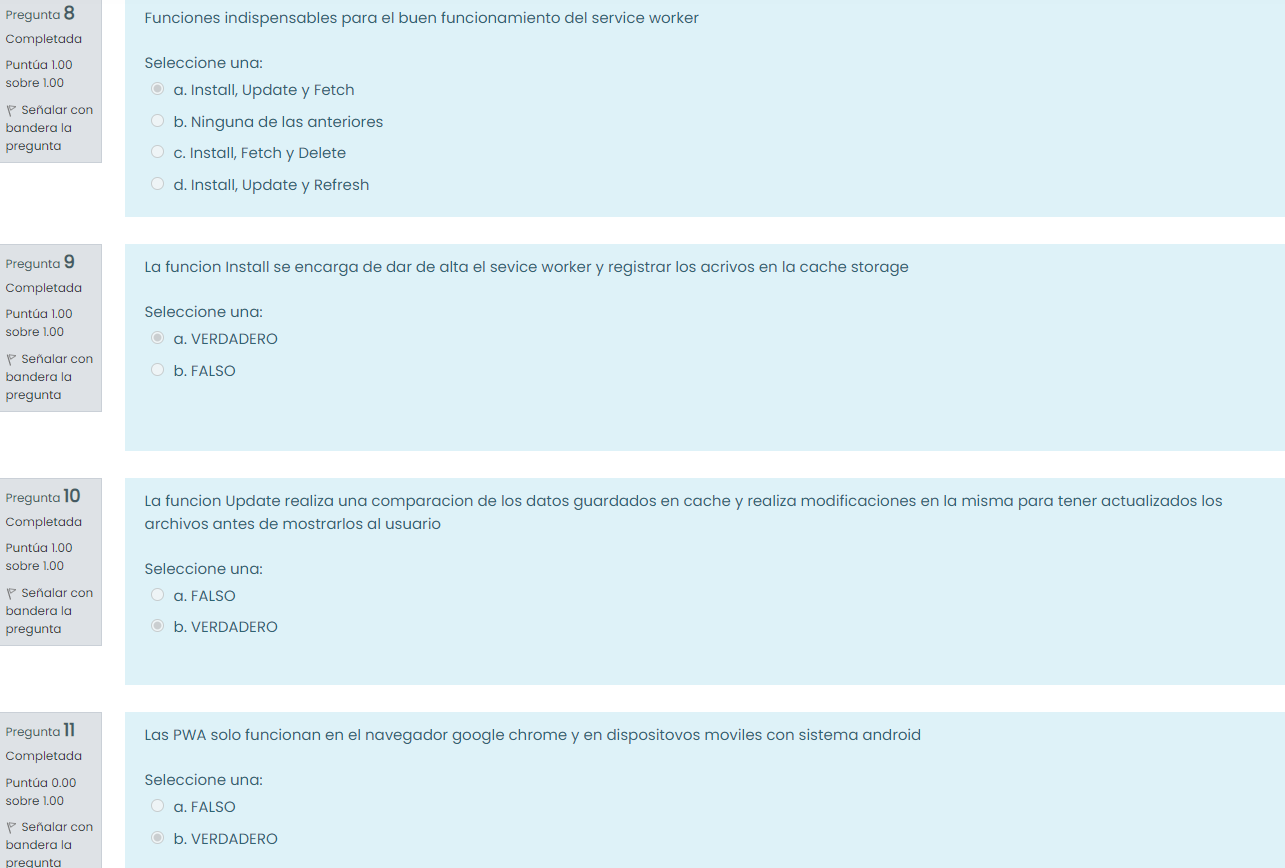 Pregunta 8
Completada
Puntúa 1.00
sobre 1.00
Señalar con
bandera la
pregunta
Funciones indispensables para el buen funcionamiento del service worker
Seleccione una:
a. Install, Update y Fetch
b. Ninguna de las anteriores
c. Install, Fetch y Delete
d. Install, Update y Refresh
Pregunta 9
Completada
Puntúa 1.00
sobre 1.00
Señalar con
bandera la
pregunta
La funcion Install se encarga de dar de alta el sevice worker y registrar los acrivos en la cache storage
Seleccione una:
a. VERDADERO
b. FALSO
Pregunta 10
Completada
Puntúa 1.00
sobre 1.00
Señalar con
bandera la
pregunta
La funcion Update realiza una comparacion de los datos guardados en cache y realiza modificaciones en la misma para tener actualizados los
archivos antes de mostrarlos al usuario
Seleccione una:
a. FALSO
b. VERDADERO
Pregunta 11
Completada
Puntúa 0.00
sobre 1.00
Señalar con
bandera la
pregunta
Las PWA solo funcionan en el navegador google chrome y en dispositovos moviles con sistema android
Seleccione una:
a. FALSO
b. VERDADERO